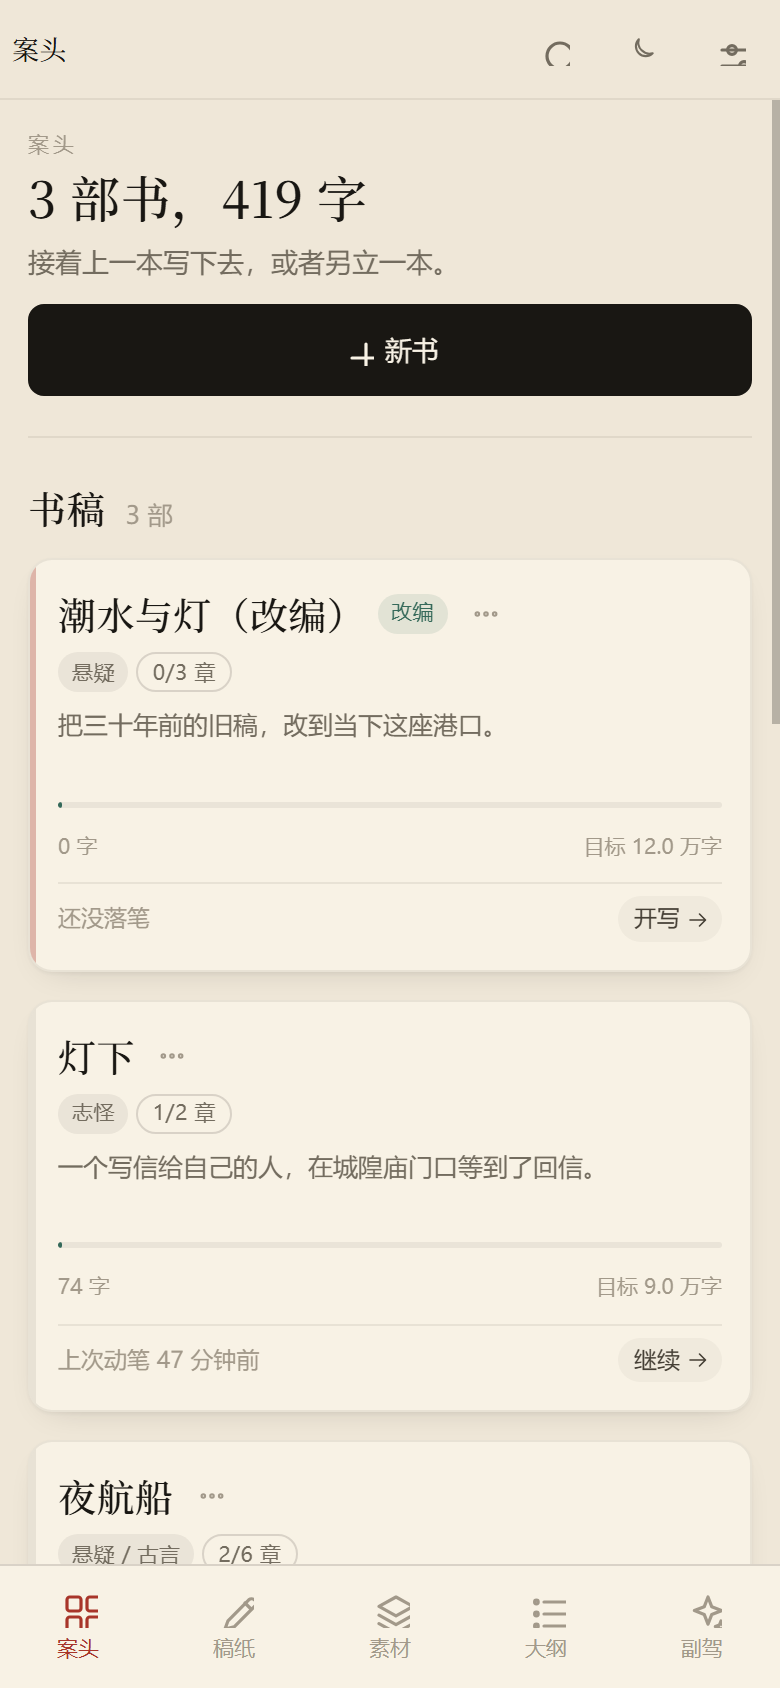 案头
案头
3 部书，419 字
接着上一本写下去，或者另立一本。
新书
书稿 3 部
潮水与灯（改编） 改编
悬疑 0/3 章
把三十年前的旧稿，改到当下这座港口。
0 字 目标 12.0 万字
还没落笔 开写 →
灯下
志怪 1/2 章
一个写信给自己的人，在城隍庙门口等到了回信。
74 字 目标 9.0 万字
上次动笔 47 分钟前 继续 →
夜航船
悬疑 / 古言 2/6 章
案头 稿纸 素材 大纲 副驾